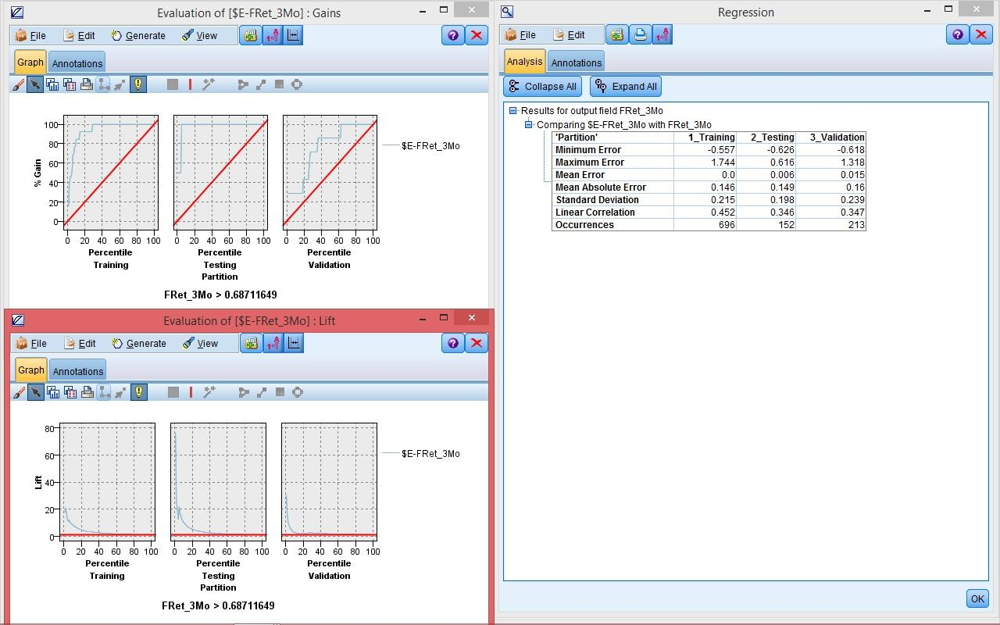 Evaluation of [$E-FRet_3Mo] : Gains
File Edit Generate View
Graph Annotations
% Gain
100
80
60
40
20
0
$E-FRet_3Mo
0 20 40 60 80 100 0 20 40 60 80 100 0 20 40 60 80 100
Percentile Percentile Percentile
Training Testing Validation
Partition
FRet_3Mo > 0.68711649
Evaluation of [$E-FRet_3Mo] : Lift
File Edit Generate View
Graph Annotations
Lift
80
60
40
20
0
$E-FRet_3Mo
0 20 40 60 80 100 0 20 40 60 80 100 0 20 40 60 80 100
Percentile Percentile Percentile
Training Testing Validation
Partition
FRet_3Mo > 0.68711649
Regression
File Edit
Analysis Annotations
Collapse All Expand All
Results for output field FRet_3Mo
Comparing $E-FRet_3Mo with FRet_3Mo
'Partition' 1_Training 2_Testing 3_Validation
Minimum Error -0.557 -0.626 -0.618
Maximum Error 1.744 0.616 1.318
Mean Error 0.0 0.006 0.015
Mean Absolute Error 0.146 0.149 0.16
Standard Deviation 0.215 0.198 0.239
Linear Correlation 0.452 0.346 0.347
Occurrences 696 152 213
OK